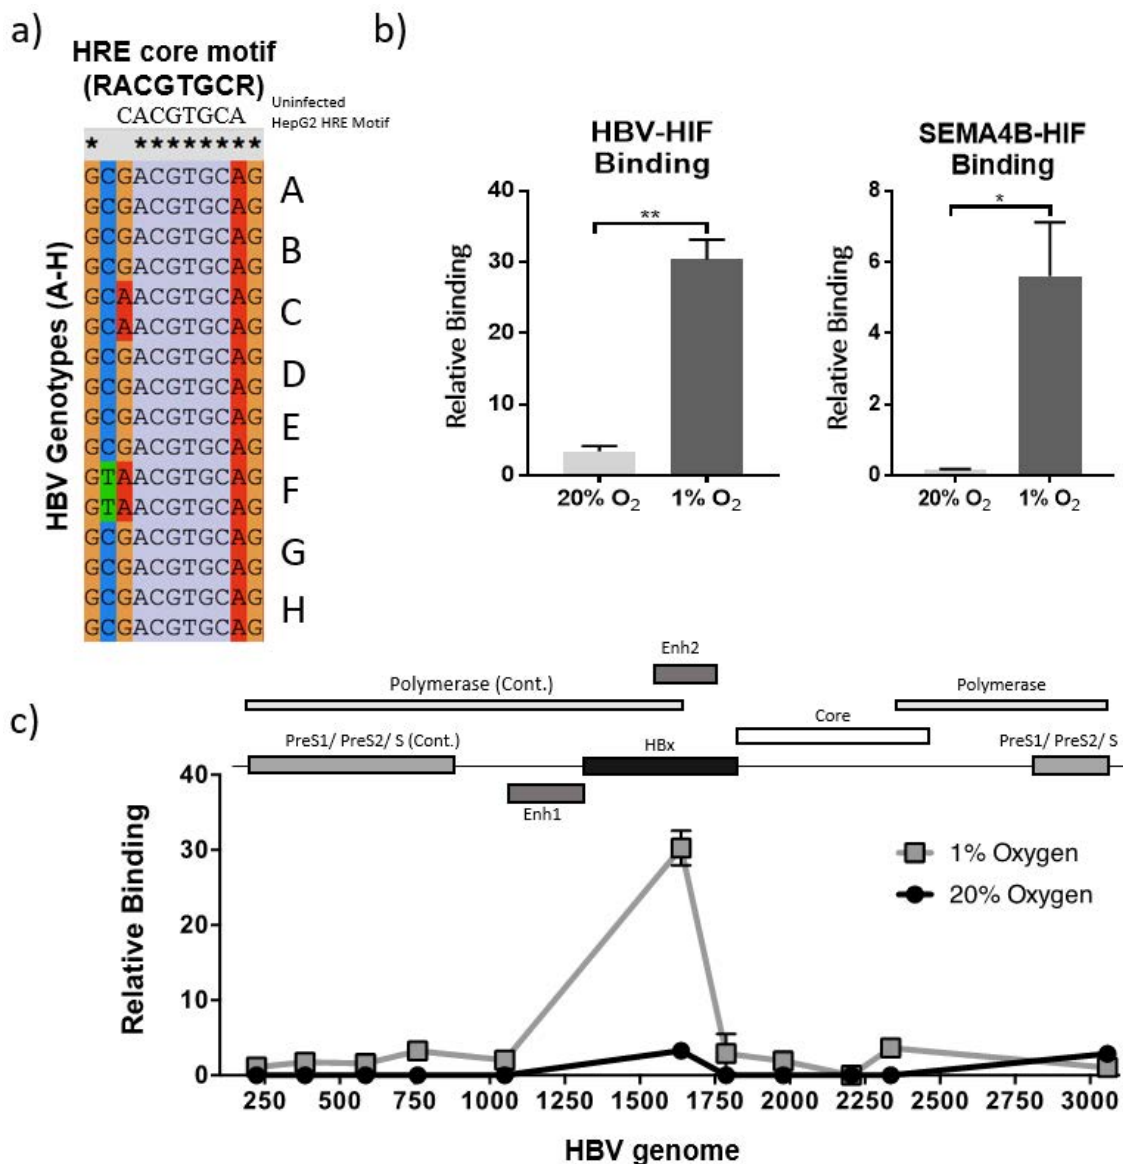 a)
HRE core motif
(RACGTGCR)
CACGTGCA
Uninfected
HepG2 HRE Motif
* ********
HBV Genotypes (A-H)
GCGACGTGCAG
GCGACGTGCAG
A
GCGACGTGCAG
GCGACGTGCAG
B
GCAACGTGCAG
GCAACGTGCAG
C
GCGACGTGCAG
GCGACGTGCAG
D
GCGACGTGCAG
GCGACGTGCAG
E
GTAACGTGCAG
GTAACGTGCAG
F
GCGACGTGCAG
GCGACGTGCAG
G
GCGACGTGCAG
GCGACGTGCAG
H
b)
HBV-HIF
Binding
Relative Binding
40
30
20
10
0
**
20% O2 1% O2
SEMA4B-HIF
Binding
Relative Binding
8
6
4
2
0
*
20% O2 1% O2
c)
Enh2
Polymerase (Cont.)
Polymerase
Core
PreS1/ PreS2/ S (Cont.)
HBx
PreS1/ PreS2/ S
Enh1
Relative Binding
40
30
20
10
0
1% Oxygen
20% Oxygen
250 500 750 1000 1250 1500 1750 2000 2250 2500 2750 3000
HBV genome